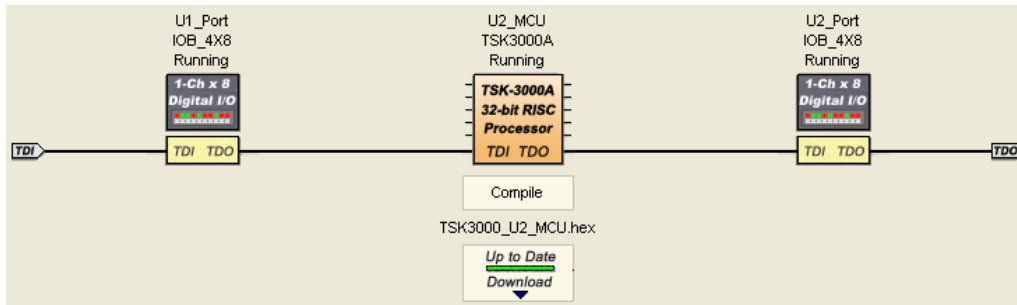 U1_Port
IOB_4X8
Running
1-Ch x 8
Digital I/O
TDI TDO
U2_MCU
TSK3000A
Running
TSK-3000A
32-bit RISC
Processor
TDI TDO
U2_Port
IOB_4X8
Running
1-Ch x 8
Digital I/O
TDI TDO
TDI
TDO
Compile
TSK3000_U2_MCU.hex
Up to Date
Download